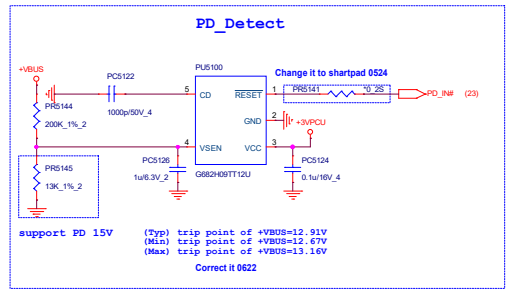 PD_Detect
+VBUS
PC5122
PU5100
Change it to shartpad 0524
PR5144
200K_1%_2
1000p/50V_4
5
CD
RESET
1
PR5141
*0_2S
PD_IN#
(23)
GND
2
+3VPCU
4
VSEN
VCC
3
PR5145
13K_1%_2
PC5126
1u/6.3V_2
G682H09TT12U
PC5124
0.1u/16V_4
support PD 15V
(Typ) trip point of +VBUS=12.91V
(Min) trip point of +VBUS=12.67V
(Max) trip point of +VBUS=13.16V
Correct it 0622